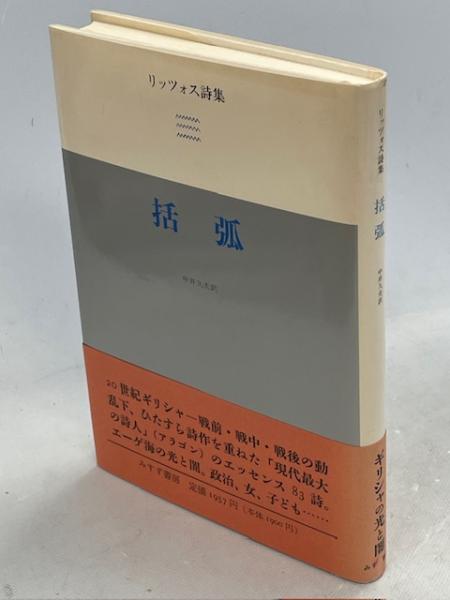 リッツォス詩集
括弧
中井久夫訳
20世紀ギリシャ—戦前・戦中・戦後の動
乱下、ひたすら詩作を重ねた「現代最大
の詩人」(アラゴン)のエッセンス83詩。
エーゲ海の光と闇。政治、女、子ども……
みすず書房 定価1957円(本体1900円)
リッツォス詩集
括弧
中井久夫訳
ギリシャの光と闇
みすず